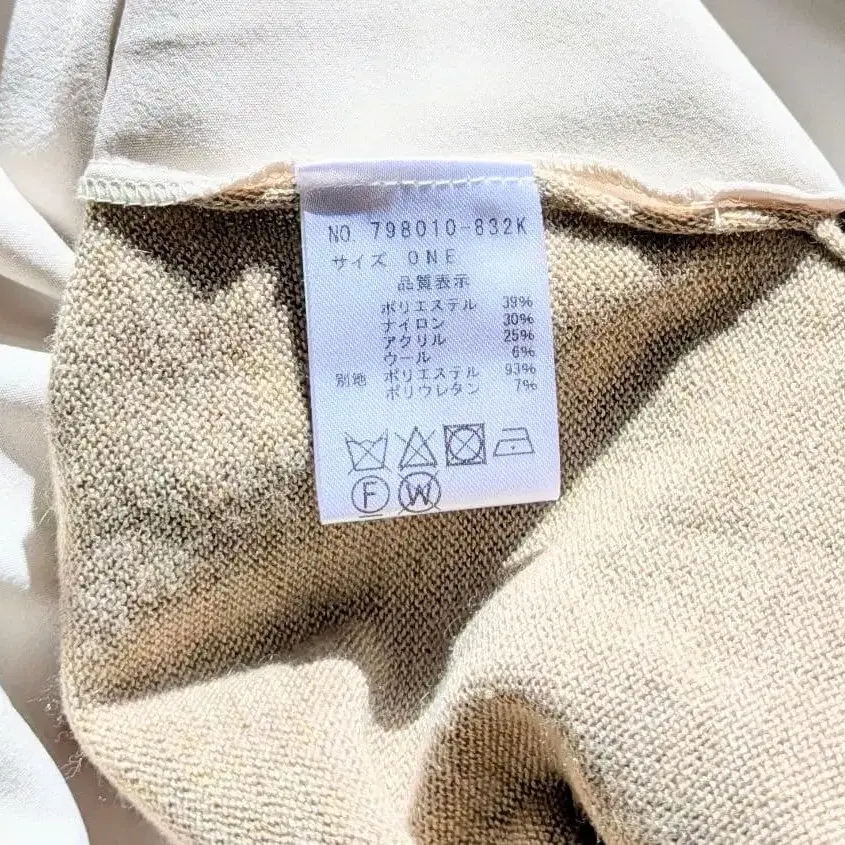 NO. 798010-832K
サイズ ONE
品質表示
ポリエステル 39%
ナイロン 30%
アクリル 25%
ウール 6%
別地 ポリエステル 93%
ポリウレタン 7%
F W